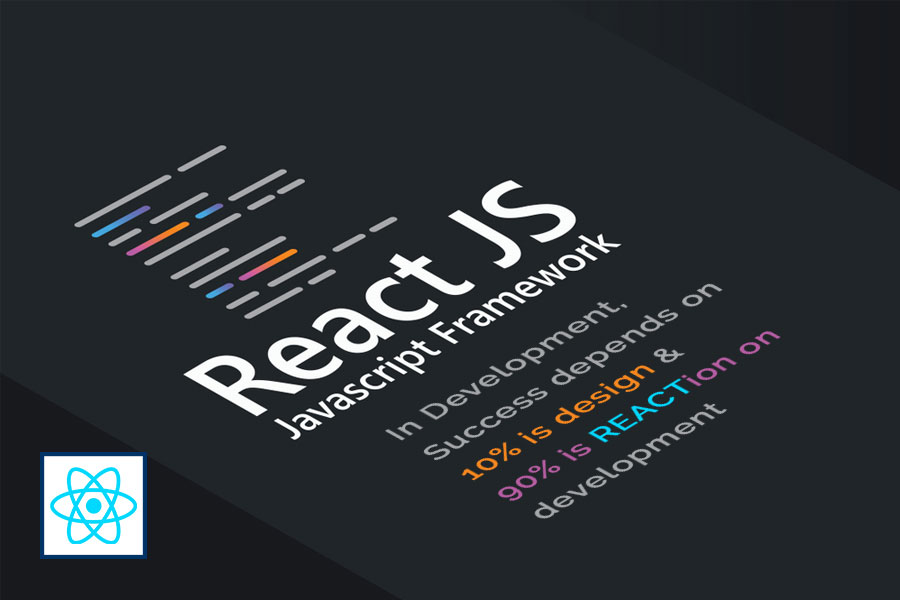 React JS
Javascript Framework
In Development,
Success depends on
10% is design &
90% is REACTion on
development